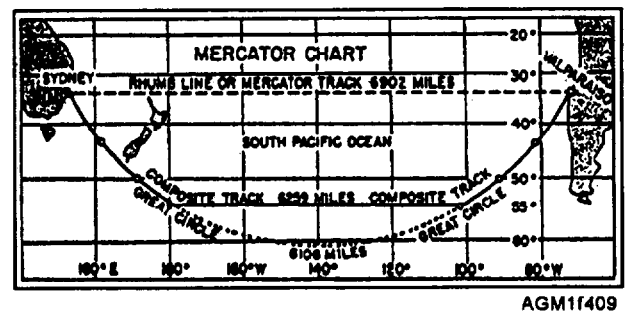 MERCATOR CHART
20°
SYDNEY
VALPARAISO
30°
RHUMB LINE OR MERCATOR TRACK 6902 MILES
40°
SOUTH PACIFIC OCEAN
COMPOSITE TRACK 6259 MILES COMPOSITE TRACK
50°
GREAT CIRCLE
GREAT CIRCLE
55°
60°
6106 MILES
160°E 180° 160°W 140° 120° 100° 80°W
AGM1f409